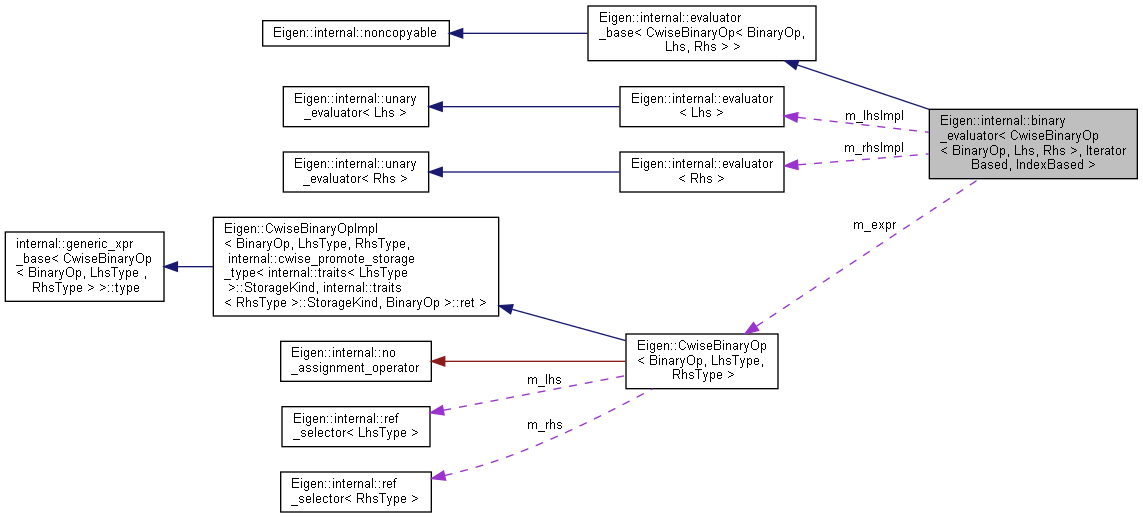 Eigen::internal::evaluator
_base< CwiseBinaryOp< BinaryOp,
Lhs, Rhs > >
Eigen::internal::noncopyable
Eigen::internal::unary
_evaluator< Lhs >
Eigen::internal::evaluator
< Lhs >
m_lhsImpl
Eigen::internal::binary
_evaluator< CwiseBinaryOp
< BinaryOp, Lhs, Rhs >, Iterator
Based, IndexBased >
m_rhsImpl
Eigen::internal::unary
_evaluator< Rhs >
Eigen::internal::evaluator
< Rhs >
m_expr
internal::generic_xpr
_base< CwiseBinaryOp
< BinaryOp, LhsType ,
RhsType > >::type
Eigen::CwiseBinaryOpImpl
< BinaryOp, LhsType, RhsType,
internal::cwise_promote_storage
_type< internal::traits< LhsType
>::StorageKind, internal::traits
< RhsType >::StorageKind, BinaryOp >::ret >
Eigen::CwiseBinaryOp
< BinaryOp, LhsType,
RhsType >
Eigen::internal::no
_assignment_operator
m_lhs
Eigen::internal::ref
_selector< LhsType >
m_rhs
Eigen::internal::ref
_selector< RhsType >